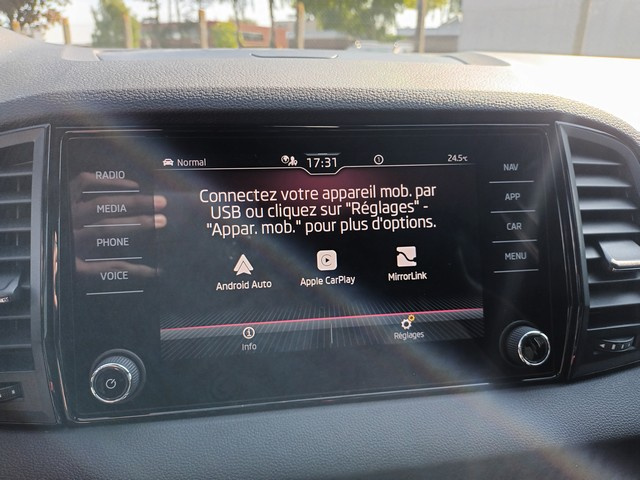 RADIO
MEDIA
PHONE
VOICE
Normal
17:31
24.5°C
Connectez votre appareil mob. par
USB ou cliquez sur "Réglages" -
"Appar. mob." pour plus d'options.
Android Auto
Apple CarPlay
MirrorLink
Info
Réglages
NAV
APP
CAR
MENU